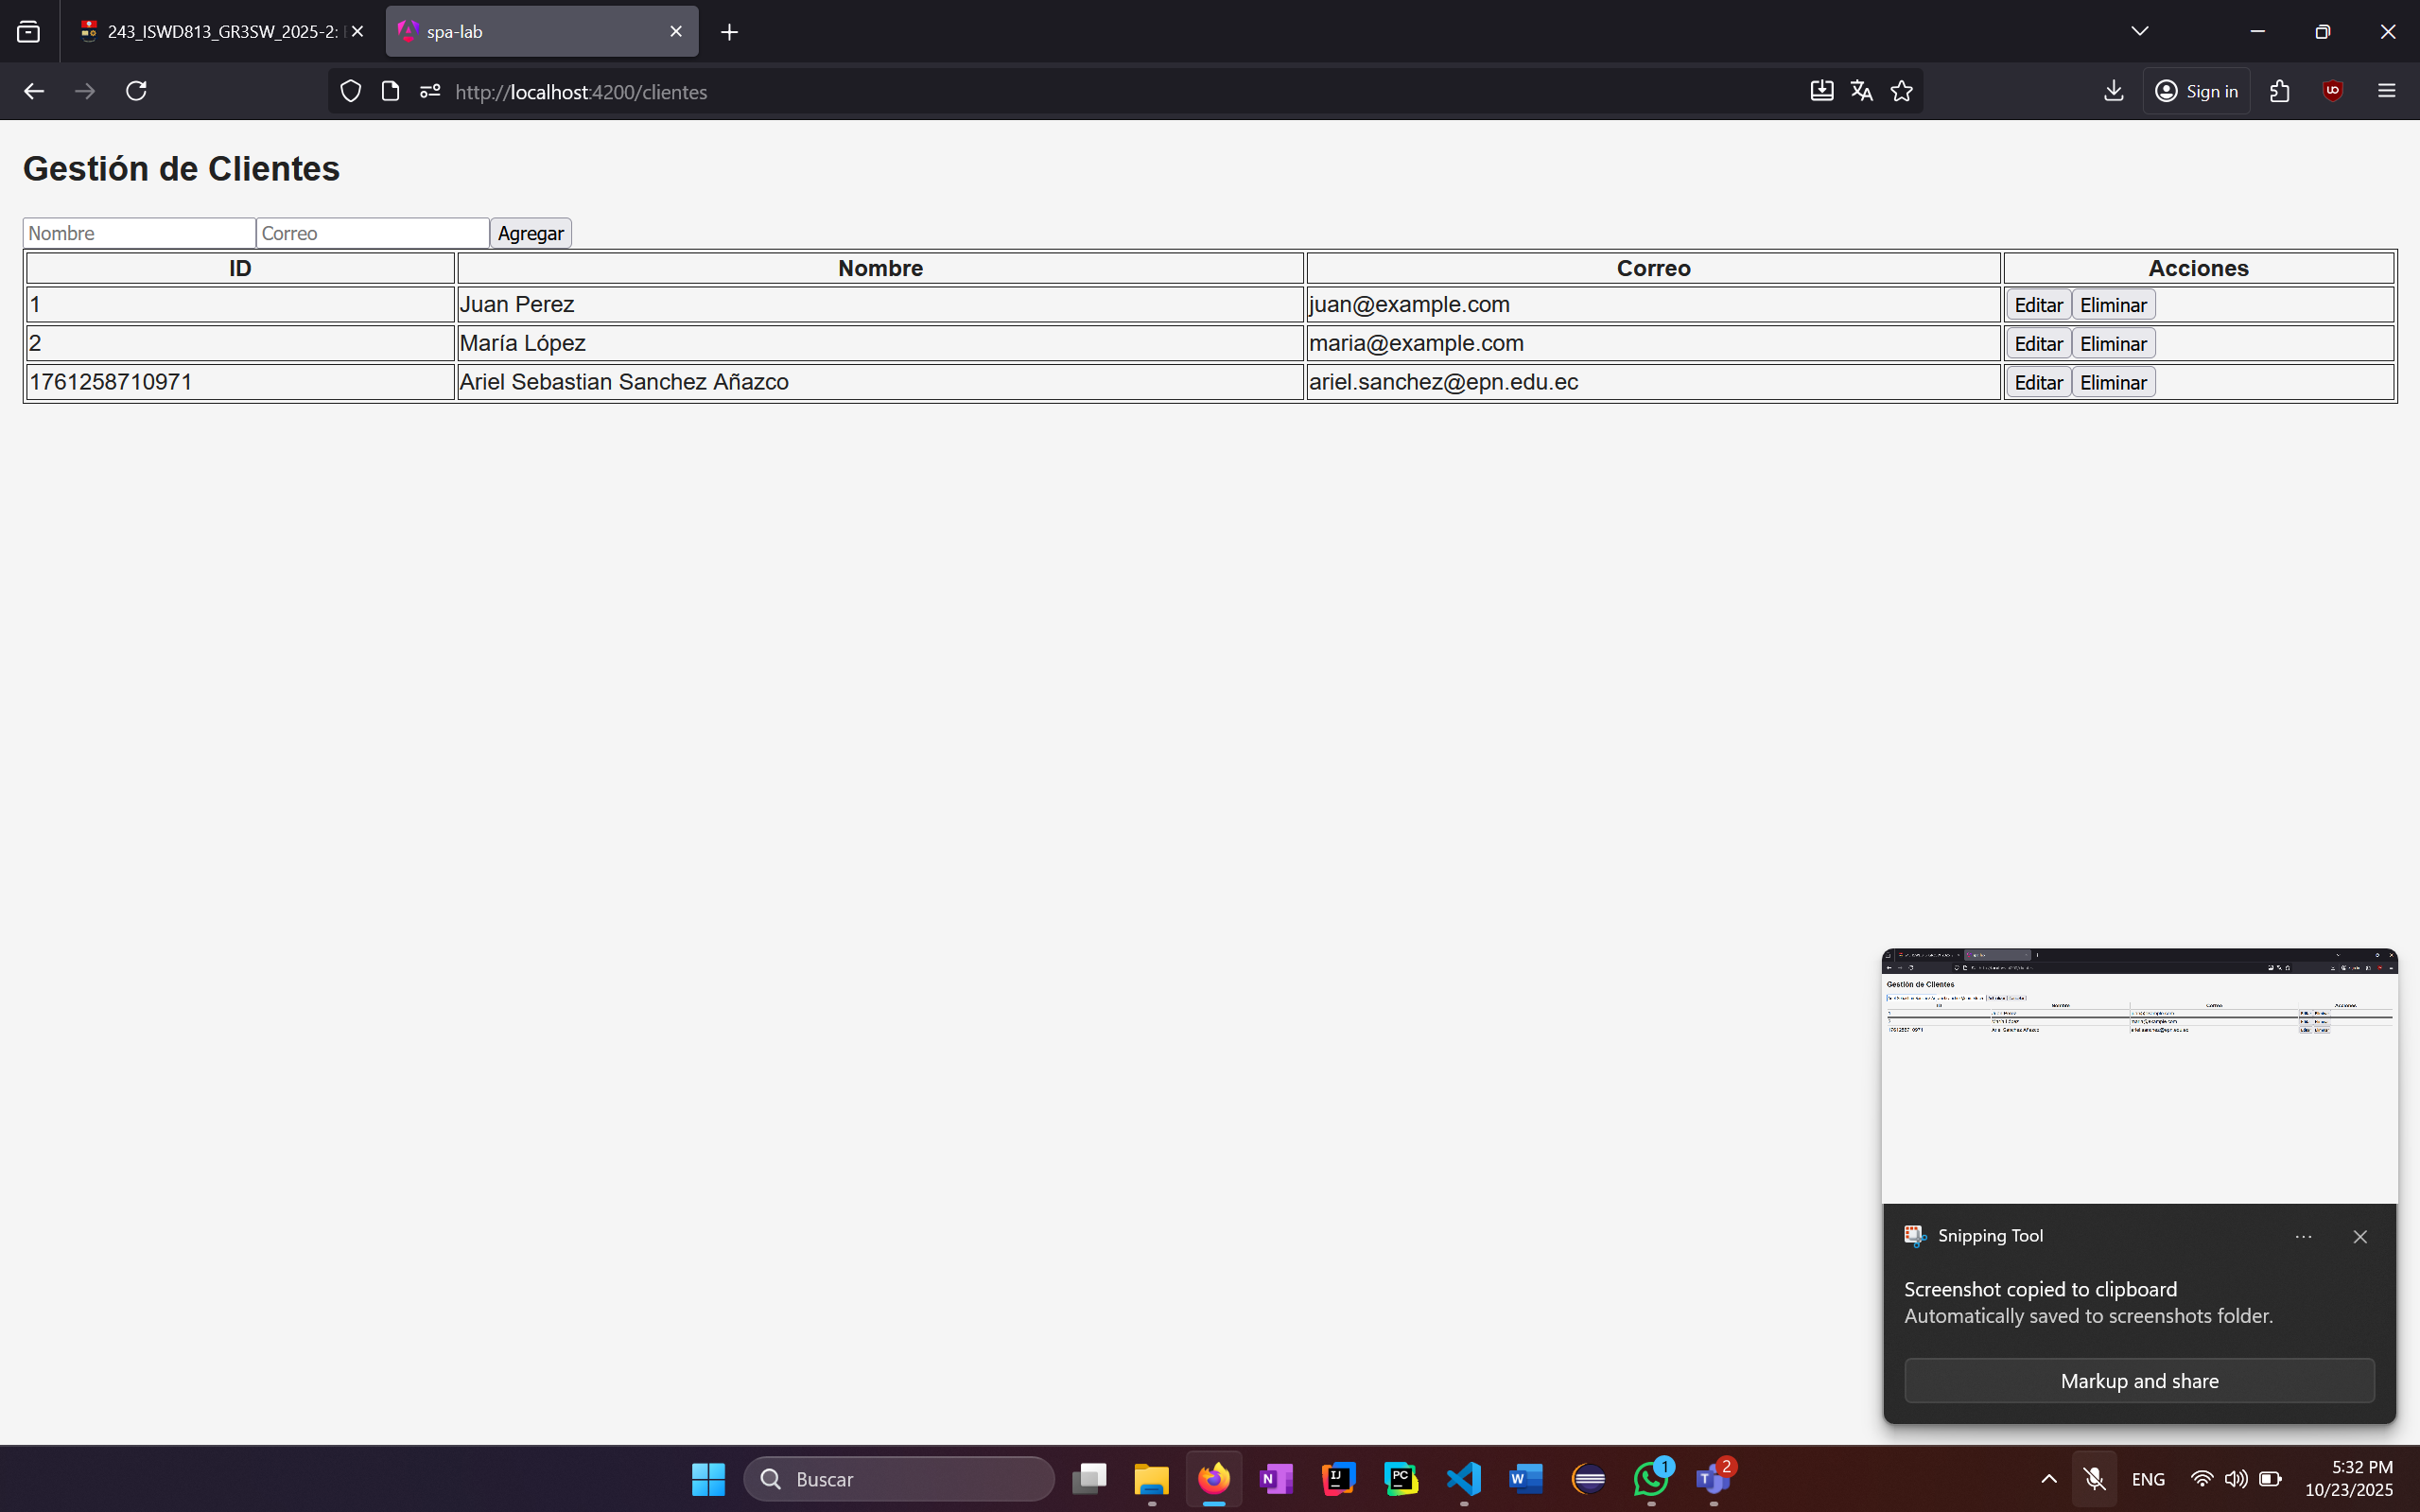 243_ISWD813_GR3SW_2025-2:
spa-lab
http://localhost:4200/clientes
Sign in
Gestión de Clientes
Nombre Correo Agregar
ID Nombre Correo Acciones
1 Juan Perez juan@example.com Editar Eliminar
2 María López maria@example.com Editar Eliminar
1761258710971 Ariel Sebastian Sanchez Añazco ariel.sanchez@epn.edu.ec Editar Eliminar
Gestión de Clientes
Snipping Tool
Screenshot copied to clipboard
Automatically saved to screenshots folder.
Markup and share
Buscar
1
2
ENG
5:32 PM
10/23/2025